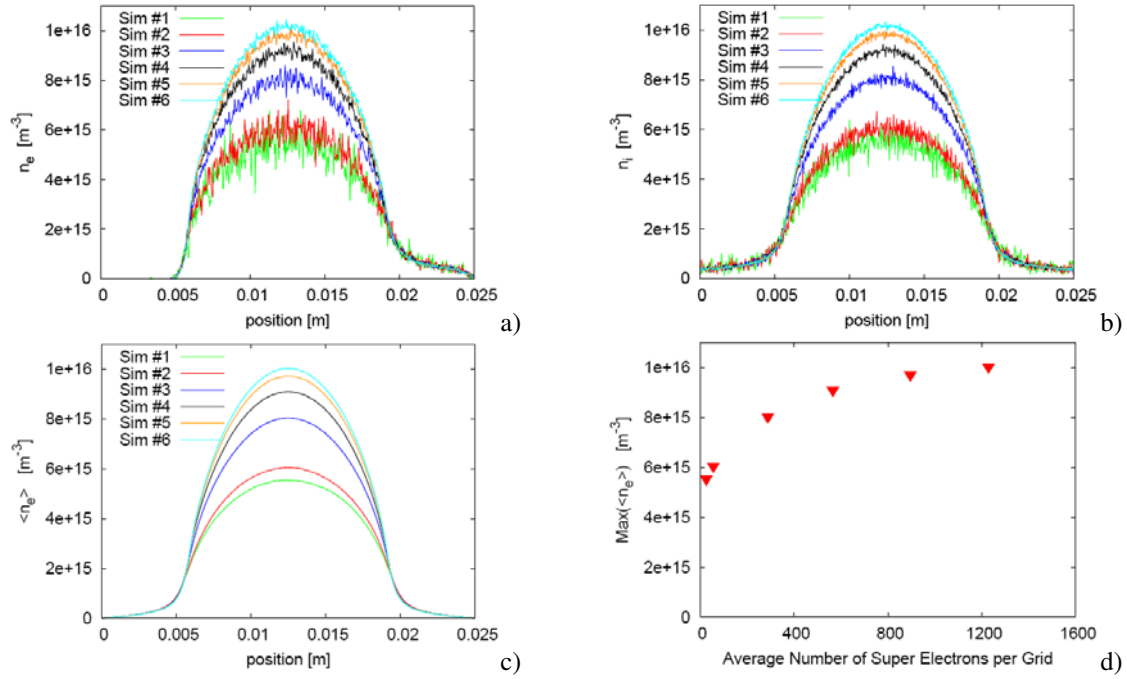 Sim #1
Sim #2
Sim #3
Sim #4
Sim #5
Sim #6
1e+16
8e+15
6e+15
4e+15
2e+15
0
n_e [m^-3]
0 0.005 0.01 0.015 0.02 0.025
position [m]
a)
Sim #1
Sim #2
Sim #3
Sim #4
Sim #5
Sim #6
1e+16
8e+15
6e+15
4e+15
2e+15
0
n_i [m^-3]
0 0.005 0.01 0.015 0.02 0.025
position [m]
b)
Sim #1
Sim #2
Sim #3
Sim #4
Sim #5
Sim #6
1e+16
8e+15
6e+15
4e+15
2e+15
0
<n_e> [m^-3]
0 0.005 0.01 0.015 0.02 0.025
position [m]
c)
1e+16
8e+15
6e+15
4e+15
2e+15
0
Max(<n_e>) [m^-3]
0 400 800 1200 1600
Average Number of Super Electrons per Grid
d)